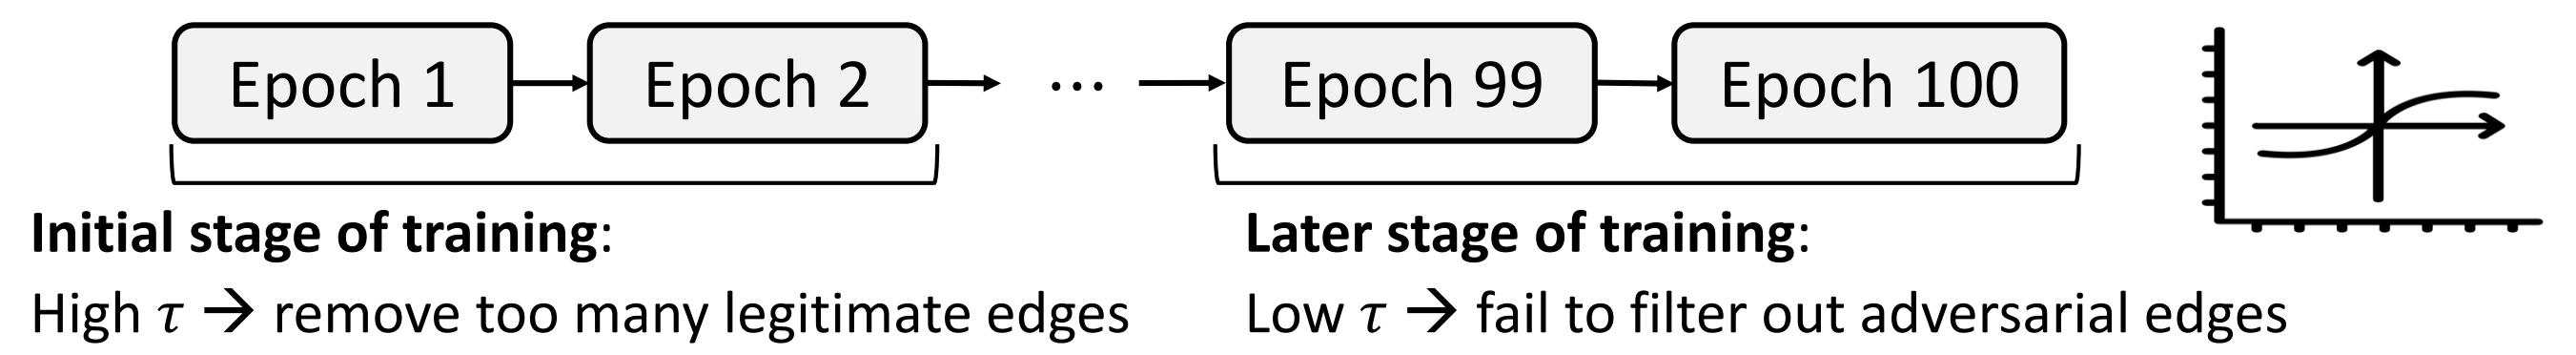 Epoch 1
Epoch 2
...
Epoch 99
Epoch 100
Initial stage of training:
High τ → remove too many legitimate edges
Later stage of training:
Low τ → fail to filter out adversarial edges